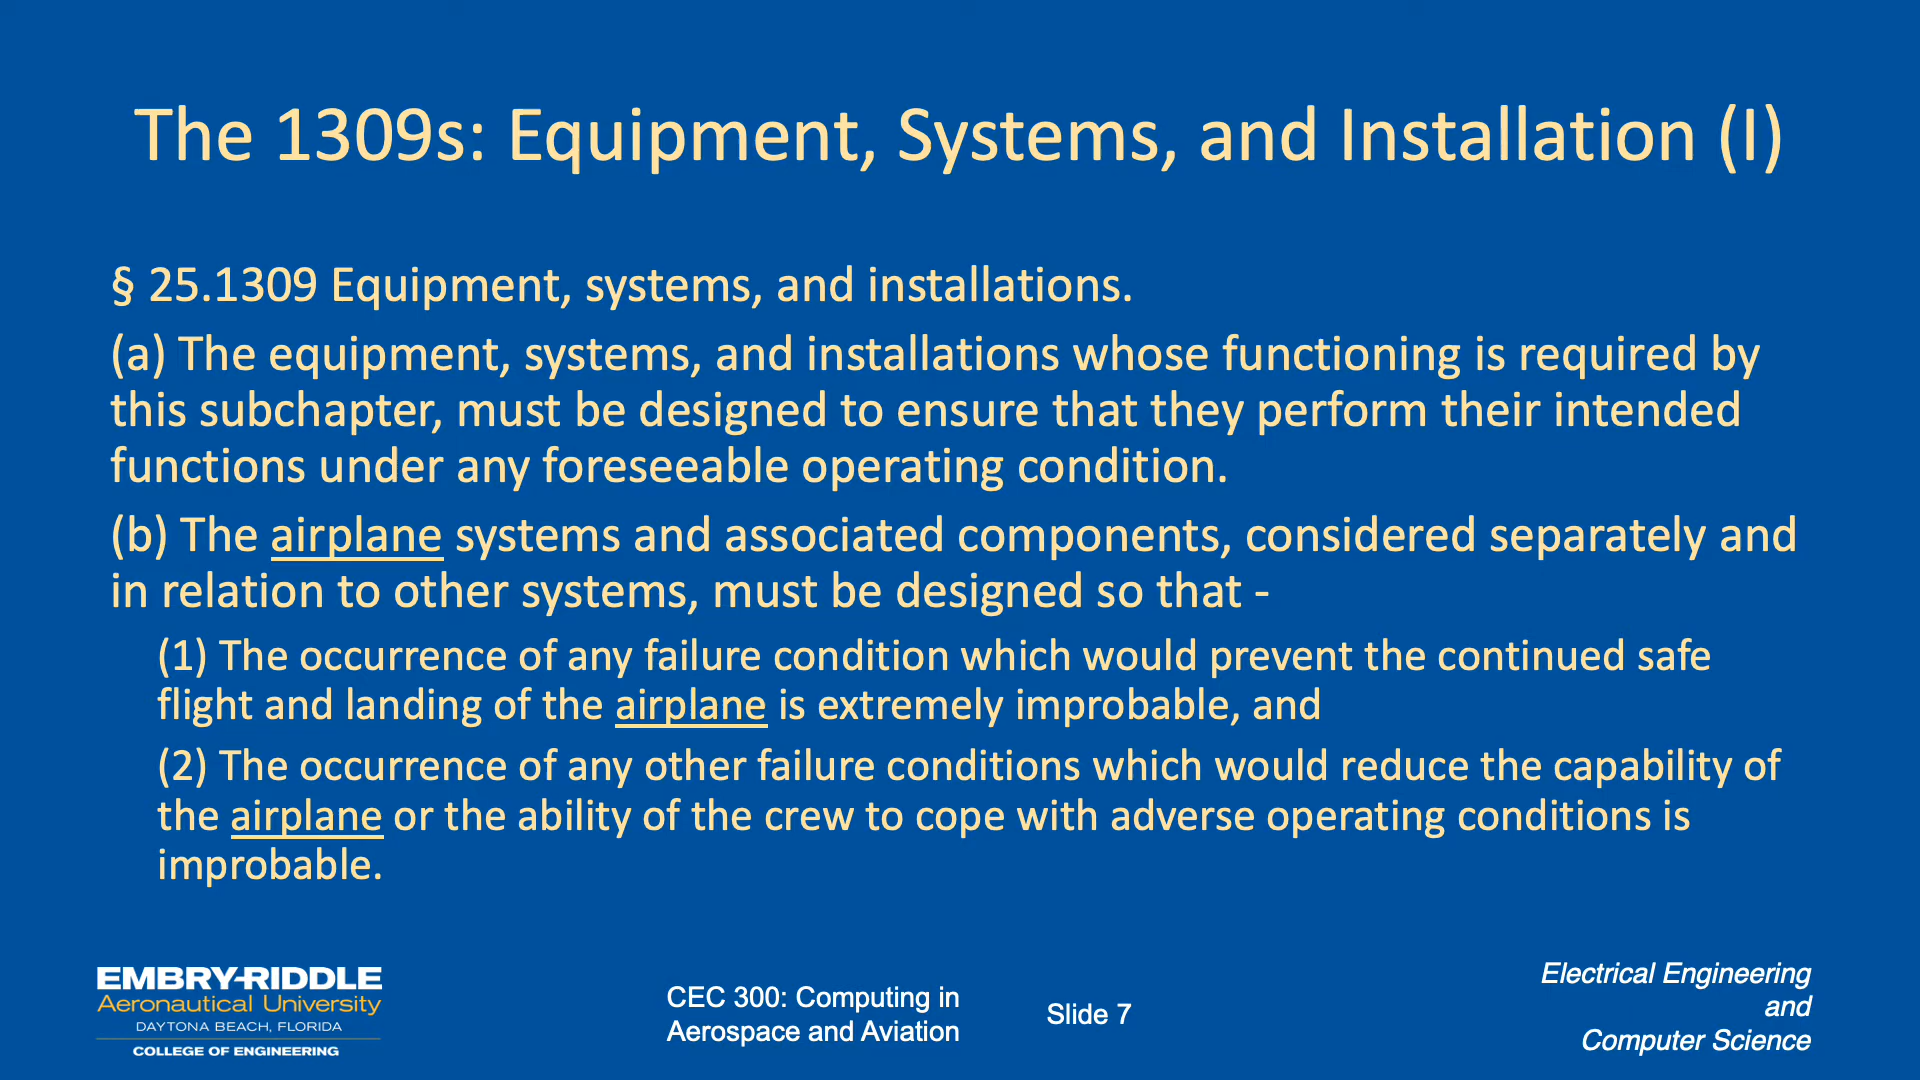 The 1309s: Equipment, Systems, and Installation (I)
§ 25.1309 Equipment, systems, and installations.
(a) The equipment, systems, and installations whose functioning is required by
this subchapter, must be designed to ensure that they perform their intended
functions under any foreseeable operating condition.
(b) The airplane systems and associated components, considered separately and
in relation to other systems, must be designed so that -
(1) The occurrence of any failure condition which would prevent the continued safe
flight and landing of the airplane is extremely improbable, and
(2) The occurrence of any other failure conditions which would reduce the capability of
the airplane or the ability of the crew to cope with adverse operating conditions is
improbable.
EMBRY-RIDDLE
Aeronautical University
DAYTONA BEACH, FLORIDA
COLLEGE OF ENGINEERING
CEC 300: Computing in
Aerospace and Aviation
Slide 7
Electrical Engineering
and
Computer Science